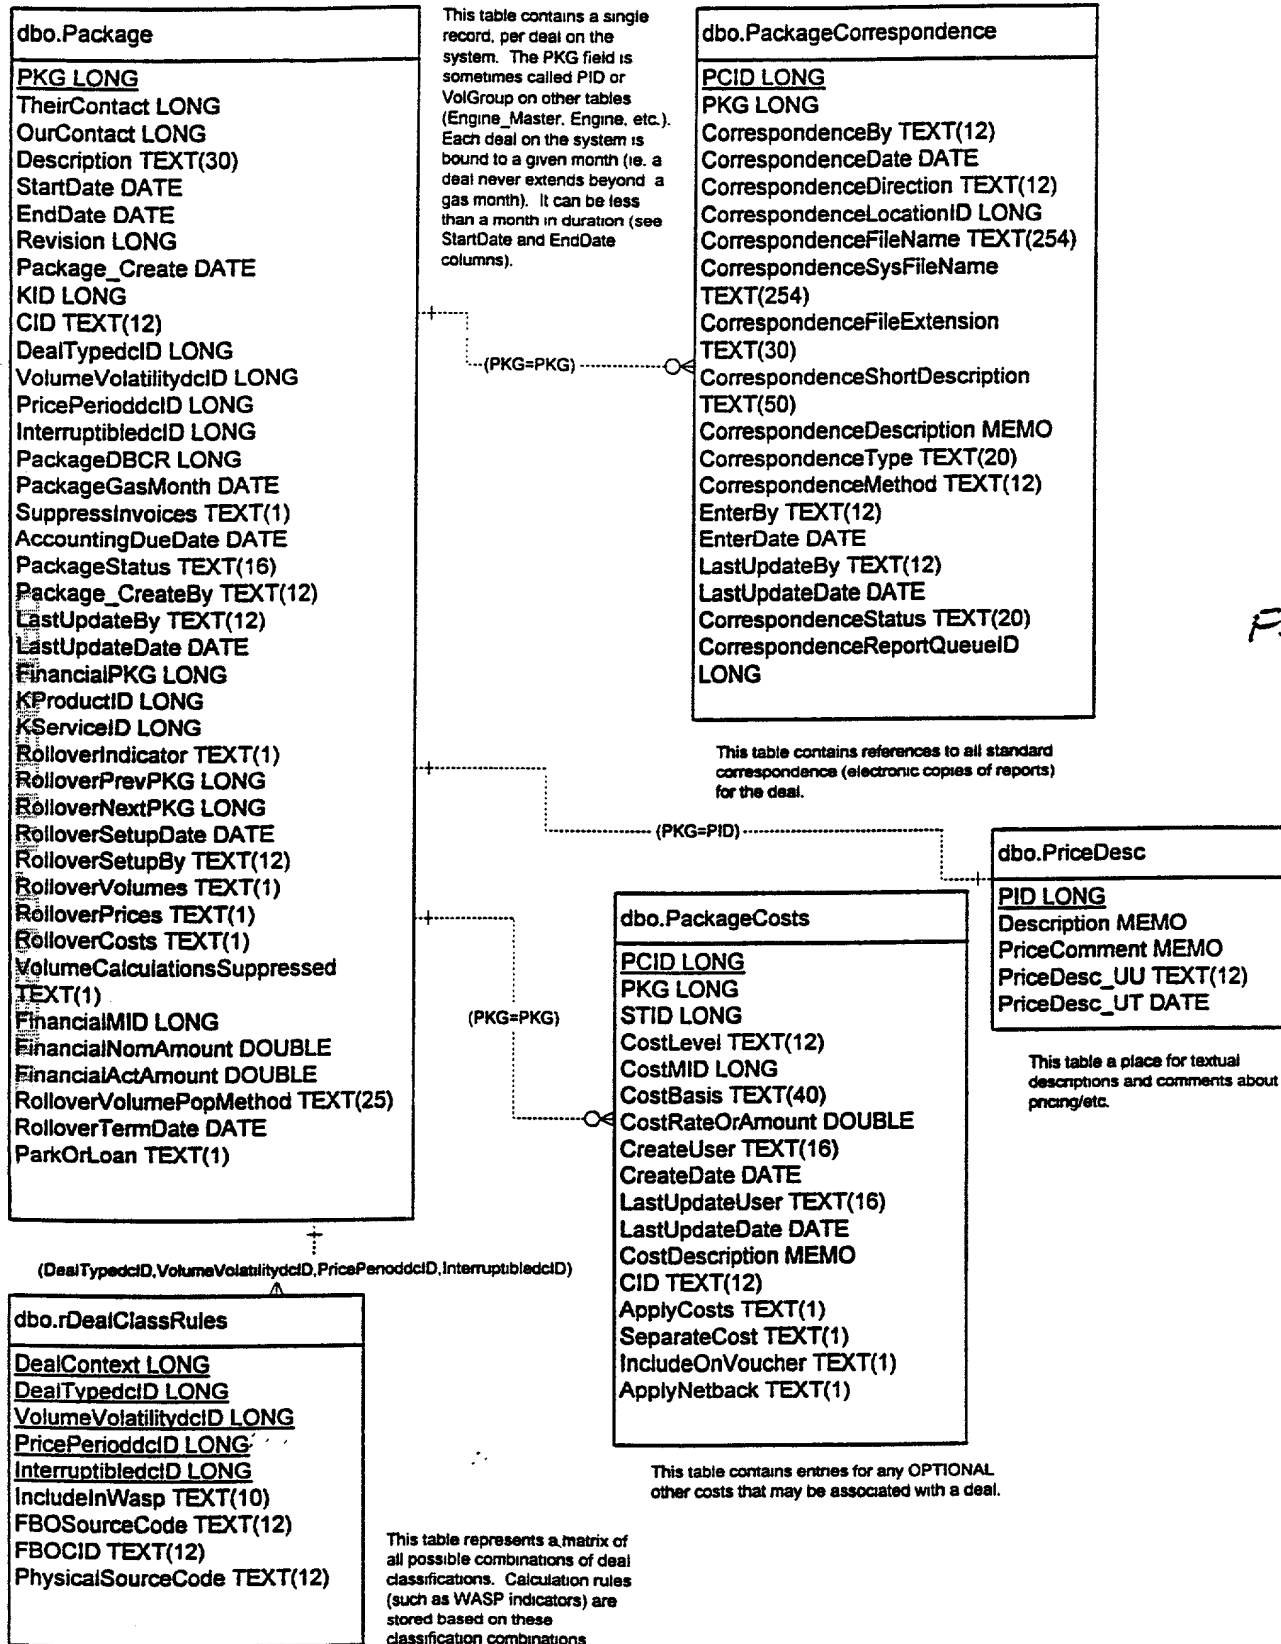 dbo.Package
PKG LONG
TheirContact LONG
OurContact LONG
Description TEXT(30)
StartDate DATE
EndDate DATE
Revision LONG
Package_Create DATE
KID LONG
CID TEXT(12)
DealTypedcID LONG
VolumeVolatilitydcID LONG
PricePerioddcID LONG
InterruptibledcID LONG
PackageDBCR LONG
PackageGasMonth DATE
SuppressInvoices TEXT(1)
AccountingDueDate DATE
PackageStatus TEXT(16)
Package_CreateBy TEXT(12)
LastUpdateBy TEXT(12)
LastUpdateDate DATE
FinancialPKG LONG
KProductID LONG
KServiceID LONG
RolloverIndicator TEXT(1)
RolloverPrevPKG LONG
RolloverNextPKG LONG
RolloverSetupDate DATE
RolloverSetupBy TEXT(12)
RolloverVolumes TEXT(1)
RolloverPrices TEXT(1)
RolloverCosts TEXT(1)
VolumeCalculationsSuppressed
TEXT(1)
FinancialMID LONG
FinancialNomAmount DOUBLE
FinancialActAmount DOUBLE
RolloverVolumePopMethod TEXT(25)
RolloverTermDate DATE
ParkOrLoan TEXT(1)
This table contains a single
record, per deal on the
system. The PKG field is
sometimes called PID or
VolGroup on other tables
(Engine_Master, Engine, etc.).
Each deal on the system is
bound to a given month (ie. a
deal never extends beyond a
gas month). It can be less
than a month in duration (see
StartDate and EndDate
columns).
(PKG=PKG)
dbo.PackageCorrespondence
PCID LONG
PKG LONG
CorrespondenceBy TEXT(12)
CorrespondenceDate DATE
CorrespondenceDirection TEXT(12)
CorrespondenceLocationID LONG
CorrespondenceFileName TEXT(254)
CorrespondenceSysFileName
TEXT(254)
CorrespondenceFileExtension
TEXT(30)
CorrespondenceShortDescription
TEXT(50)
CorrespondenceDescription MEMO
CorrespondenceType TEXT(20)
CorrespondenceMethod TEXT(12)
EnterBy TEXT(12)
EnterDate DATE
LastUpdateBy TEXT(12)
LastUpdateDate DATE
CorrespondenceStatus TEXT(20)
CorrespondenceReportQueueID
LONG
This table contains references to all standard
correspondence (electronic copies of reports)
for the deal.
(PKG=PID)
dbo.PriceDesc
PID LONG
Description MEMO
PriceComment MEMO
PriceDesc_UU TEXT(12)
PriceDesc_UT DATE
This table a place for textual
descriptions and comments about
pricing/etc.
(PKG=PKG)
dbo.PackageCosts
PCID LONG
PKG LONG
STID LONG
CostLevel TEXT(12)
CostMID LONG
CostBasis TEXT(40)
CostRateOrAmount DOUBLE
CreateUser TEXT(16)
CreateDate DATE
LastUpdateUser TEXT(16)
LastUpdateDate DATE
CostDescription MEMO
CID TEXT(12)
ApplyCosts TEXT(1)
SeparateCost TEXT(1)
IncludeOnVoucher TEXT(1)
ApplyNetback TEXT(1)
This table contains entries for any OPTIONAL
other costs that may be associated with a deal.
(DealTypedcID,VolumeVolatilitydcID,PricePerioddcID,InterruptibledcID)
dbo.rDealClassRules
DealContext LONG
DealTypedcID LONG
VolumeVolatilitydcID LONG
PricePerioddcID LONG
InterruptibledcID LONG
IncludeInWasp TEXT(10)
FBOSourceCode TEXT(12)
FBOCID TEXT(12)
PhysicalSourceCode TEXT(12)
This table represents a matrix of
all possible combinations of deal
classifications. Calculation rules
(such as WASP indicators) are
stored based on these
classification combinations